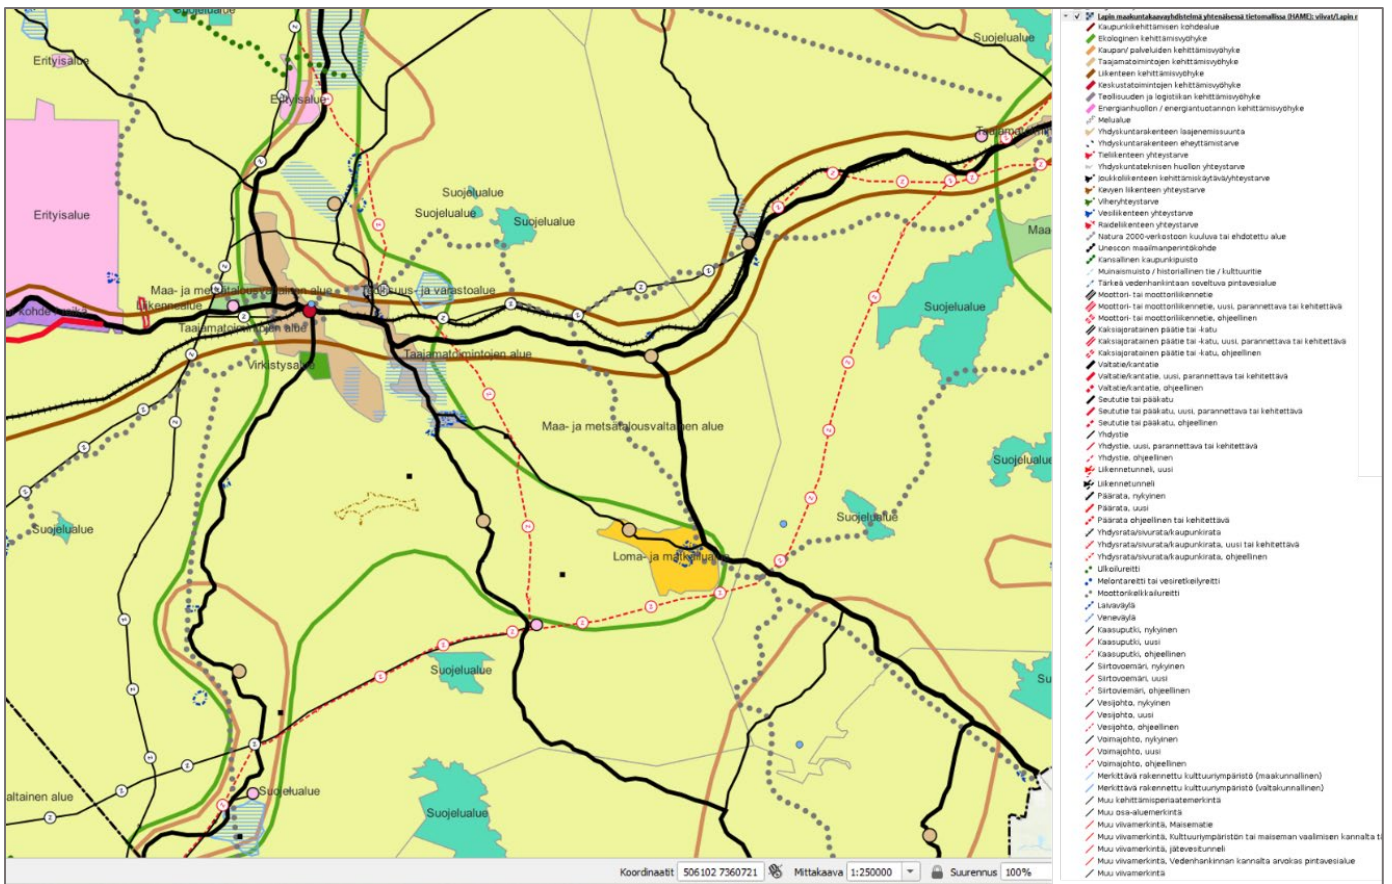 Lapin maakuntakaavayhdistelmä yhtenäisessä tietomallissa (HAME): viivat/Lapin r
Kaupunkikehittämisen kohdealue
Ekologinen kehittämisvyöhyke
Kaupan/ palveluiden kehittämisvyöhyke
Taajamatoimintojen kehittämisvyöhyke
Liikenteen kehittämisvyöhyke
Keskustatoimintojen kehittämisvyöhyke
Teollisuuden ja logistiikan kehittämisvyöhyke
Energianhuollon / energiantuotannon kehittämisvyöhyke
Melualue
Yhdyskuntarakenteen laajenemissuunta
Yhdyskuntarakenteen eheyttämistarve
Tieliikenteen yhteystarve
Yhdyskuntateknisen huollon yhteystarve
Joukkoliikenteen kehittämiskäytävä/yhteystarve
Kevyen liikenteen yhteystarve
Viheryhteystarve
Vesiliikenteen yhteystarve
Raideliikenteen yhteystarve
Natura 2000-verkostoon kuuluva tai ehdotettu alue
Unescon maailmanperintökohde
Kansallinen kaupunkipuisto
Muinaismuisto / historiallinen tie / kulttuuritie
Tärkeä vedenhankintaan soveltuva pintavesialue
Moottori- tai moottoriliikennetie
Moottori- tai moottoriliikennetie, uusi, parannettava tai kehitettävä
Moottori- tai moottoriliikennetie, ohjeellinen
Kaksiajoratainen päätie tai -katu
Kaksiajoratainen päätie tai -katu, uusi, parannettava tai kehitettävä
Kaksiajoratainen päätie tai -katu, ohjeellinen
Valtatie/kantatie
Valtatie/kantatie, uusi, parannettava tai kehitettävä
Valtatie/kantatie, ohjeellinen
Seututie tai pääkatu
Seututie tai pääkatu, uusi, parannettava tai kehitettävä
Seututie tai pääkatu, ohjeellinen
Yhdystie
Yhdystie, uusi, parannettava tai kehitettävä
Yhdystie, ohjeellinen
Liikennetunneli, uusi
Liikennetunneli
Päärata, nykyinen
Päärata, uusi
Päärata ohjeellinen tai kehitettävä
Yhdysrata/sivurata/kaupunkirata
Yhdysrata/sivurata/kaupunkirata, uusi tai kehitettävä
Yhdysrata/sivurata/kaupunkirata, ohjeellinen
Ulkoilureitti
Melontareitti tai vesiretkeilyreitti
Moottorikelkkailureitti
Laivaväylä
Veneväylä
Kaasuputki, nykyinen
Kaasuputki, uusi
Kaasuputki, ohjeellinen
Siirtovoemäri, nykyinen
Siirtovoemäri, uusi
Siirtoviemäri, ohjeellinen
Vesijohto, nykyinen
Vesijohto, uusi
Vesijohto, ohjeellinen
Voimajohto, nykyinen
Voimajohto, uusi
Voimajohto, ohjeellinen
Merkittävä rakennettu kulttuuriympäristö (maakunnallinen)
Merkittävä rakennettu kulttuuriympäristö (valtakunnallinen)
Muu kehittämisperiaatemerkintä
Muu osa-aluemerkintä
Muu viivamerkintä, Maisematie
Muu viivamerkintä, Kulttuuriympäristön tai maiseman vaalimisen kannalta tä
Muu viivamerkintä, jätevesitunneli
Muu viivamerkintä, Vedenhankinnan kannalta arvokas pintavesialue
Muu viivamerkintä
Suojelualue
Erityisalue
Suojelualue
Erityisalue
Suojelualue
Erityisalue
Suojelualue
Suojelualue
Maa
Maa- ja metsätalousvaltainen alue
Suojelualue
Taajamatoimintojen alue
Taajamatoimintojen alue
Virkistysalue
Maa- ja metsätalousvaltainen alue
Suojelualue
Suojelualue
Suojelualue
Loma- ja matkailualue
Suojelualue
Su
Suojelualue
altainen alue
Suojelualue
Koordinaatit 506102 7360721 Mittakaava 1:250000 Suurennus 100%